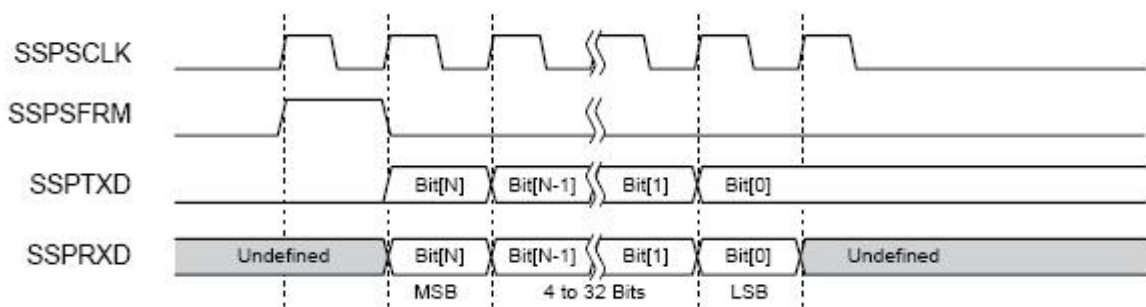 SSPSCLK
SSPSFRM
SSPTXD Bit[N] Bit[N-1] Bit[1] Bit[0]
SSPRXD Undefined Bit[N] Bit[N-1] Bit[1] Bit[0] Undefined
MSB 4 to 32 Bits LSB